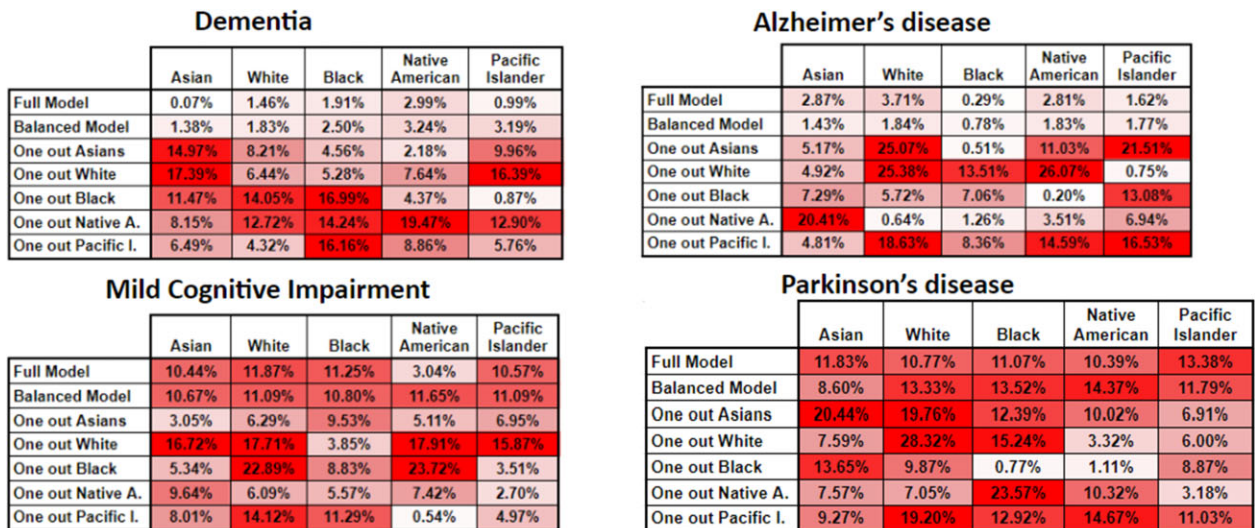 Dementia
Asian White Black Native American Pacific Islander
Full Model 0.07% 1.46% 1.91% 2.99% 0.99%
Balanced Model 1.38% 1.83% 2.50% 3.24% 3.19%
One out Asians 14.97% 8.21% 4.56% 2.18% 9.96%
One out White 17.39% 6.44% 5.28% 7.64% 16.39%
One out Black 11.47% 14.05% 16.99% 4.37% 0.87%
One out Native A. 8.15% 12.72% 14.24% 19.47% 12.90%
One out Pacific I. 6.49% 4.32% 16.16% 8.86% 5.76%
Alzheimer's disease
Asian White Black Native American Pacific Islander
Full Model 2.87% 3.71% 0.29% 2.81% 1.62%
Balanced Model 1.43% 1.84% 0.78% 1.83% 1.77%
One out Asians 5.17% 25.07% 0.51% 11.03% 21.51%
One out White 4.92% 25.38% 13.51% 26.07% 0.75%
One out Black 7.29% 5.72% 7.06% 0.20% 13.08%
One out Native A. 20.41% 0.64% 1.26% 3.51% 6.94%
One out Pacific I. 4.81% 18.63% 8.36% 14.59% 16.53%
Mild Cognitive Impairment
Asian White Black Native American Pacific Islander
Full Model 10.44% 11.87% 11.25% 3.04% 10.57%
Balanced Model 10.67% 11.09% 10.80% 11.65% 11.09%
One out Asians 3.05% 6.29% 9.53% 5.11% 6.95%
One out White 16.72% 17.71% 3.85% 17.91% 15.87%
One out Black 5.34% 22.89% 8.83% 23.72% 3.51%
One out Native A. 9.64% 6.09% 5.57% 7.42% 2.70%
One out Pacific I. 8.01% 14.12% 11.29% 0.54% 4.97%
Parkinson's disease
Asian White Black Native American Pacific Islander
Full Model 11.83% 10.77% 11.07% 10.39% 13.38%
Balanced Model 8.60% 13.33% 13.52% 14.37% 11.79%
One out Asians 20.44% 19.76% 12.39% 10.02% 6.91%
One out White 7.59% 28.32% 15.24% 3.32% 6.00%
One out Black 13.65% 9.87% 0.77% 1.11% 8.87%
One out Native A. 7.57% 7.05% 23.57% 10.32% 3.18%
One out Pacific I. 9.27% 19.20% 12.92% 14.67% 11.03%